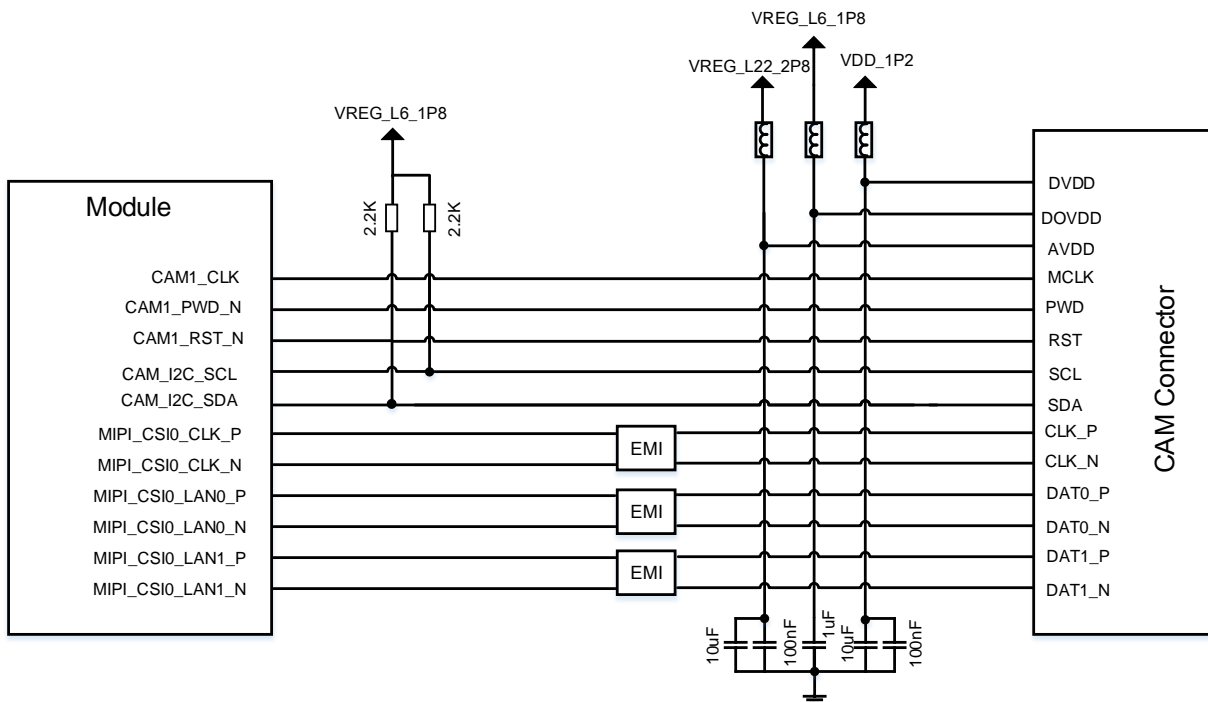 VREG_L6_1P8
VREG_L22_2P8
VDD_1P2
VREG_L6_1P8
2.2K
2.2K
Module
CAM1_CLK
CAM1_PWD_N
CAM1_RST_N
CAM_I2C_SCL
CAM_I2C_SDA
MIPI_CSI0_CLK_P
MIPI_CSI0_CLK_N
MIPI_CSI0_LAN0_P
MIPI_CSI0_LAN0_N
MIPI_CSI0_LAN1_P
MIPI_CSI0_LAN1_N
EMI
EMI
EMI
DVDD
DOVDD
AVDD
MCLK
PWD
RST
SCL
SDA
CLK_P
CLK_N
DAT0_P
DAT0_N
DAT1_P
DAT1_N
CAM Connector
10uF
100nF
1uF
10uF
100nF